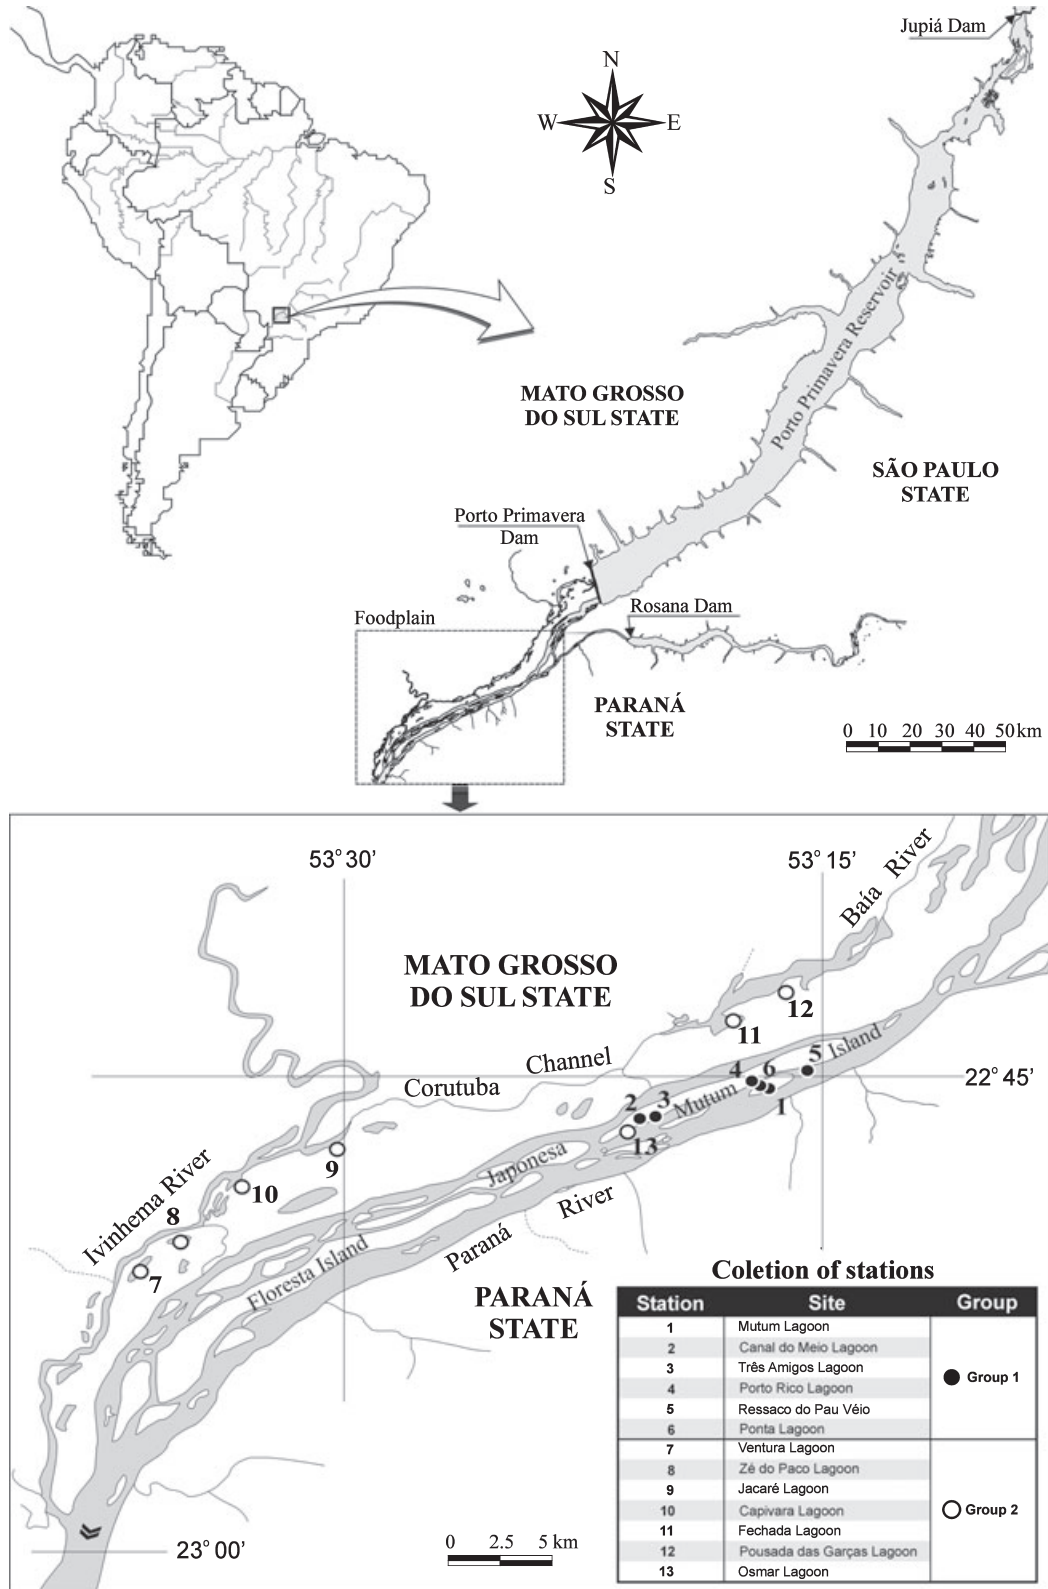 Jupiá Dam
N
W
E
S
Porto Primavera Reservoir
MATO GROSSO
DO SUL STATE
SÃO PAULO
STATE
Porto Primavera
Dam
Rosana Dam
Foodplain
PARANÁ
STATE
0 10 20 30 40 50 km
53° 30'
53° 15'
Baía River
MATO GROSSO
DO SUL STATE
12
11
Corutuba Channel
22° 45'
Mutum Island
5
4
6
1
2
3
13
Japonesa
9
10
8
7
Ivinhema River
Floresta Island
Paraná River
PARANÁ
STATE
23° 00'
0 2.5 5 km
Coletion of stations
Station Site Group
1 Mutum Lagoon
2 Canal do Meio Lagoon
3 Três Amigos Lagoon
Group 1
4 Porto Rico Lagoon
5 Ressaco do Pau Véio
6 Ponta Lagoon
7 Ventura Lagoon
8 Zé do Paco Lagoon
9 Jacaré Lagoon
10 Capivara Lagoon
Group 2
11 Fechada Lagoon
12 Pousada das Garças Lagoon
13 Osmar Lagoon